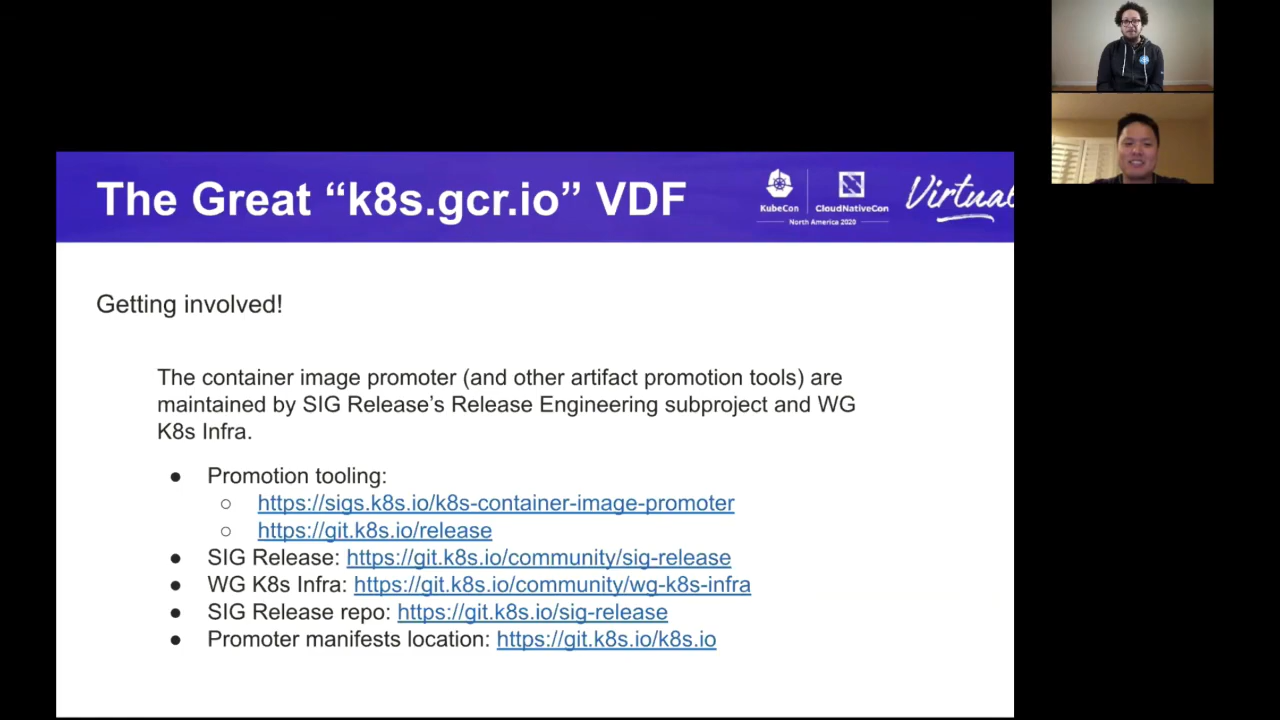 The Great “k8s.gcr.io” VDF
KubeCon
CloudNativeCon
North America 2020
Virtual
Getting involved!
The container image promoter (and other artifact promotion tools) are
maintained by SIG Release’s Release Engineering subproject and WG
K8s Infra.
● Promotion tooling:
○ https://sigs.k8s.io/k8s-container-image-promoter
○ https://git.k8s.io/release
● SIG Release: https://git.k8s.io/community/sig-release
● WG K8s Infra: https://git.k8s.io/community/wg-k8s-infra
● SIG Release repo: https://git.k8s.io/sig-release
● Promoter manifests location: https://git.k8s.io/k8s.io